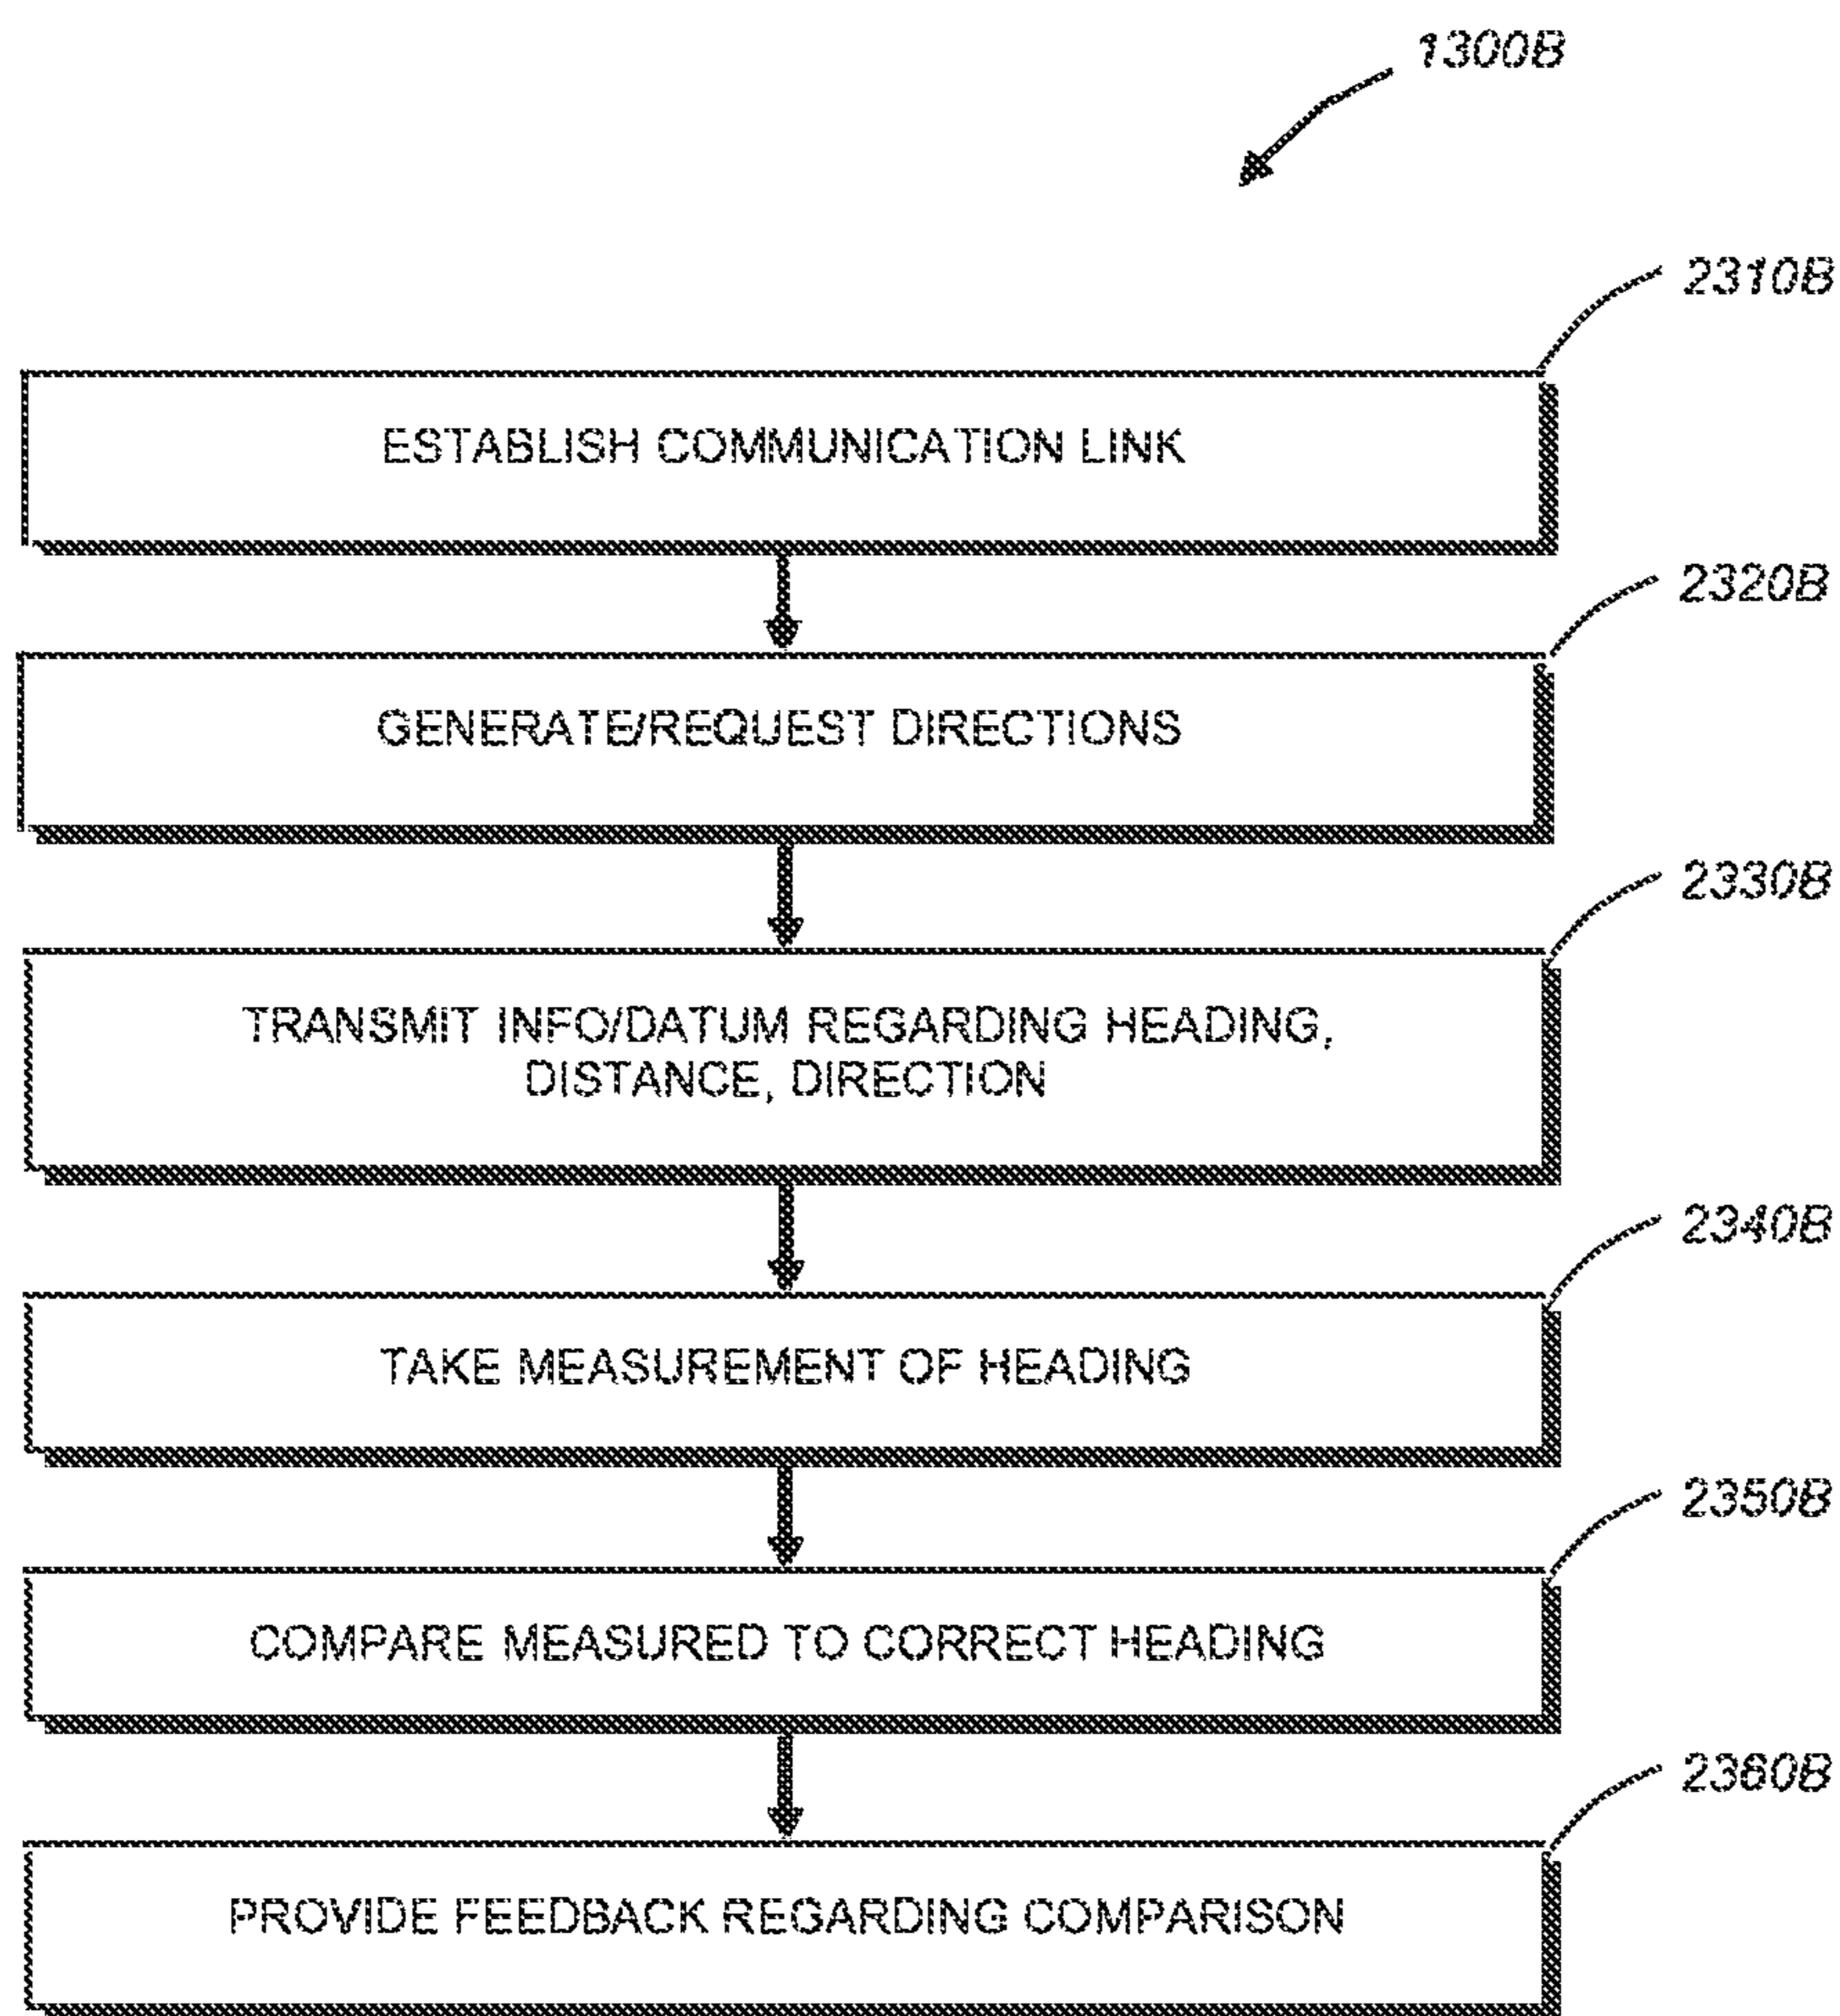 1300B
2310B
ESTABLISH COMMUNICATION LINK
2320B
GENERATE/REQUEST DIRECTIONS
2330B
TRANSMIT INFO/DATUM REGARDING HEADING,
DISTANCE, DIRECTION
2340B
TAKE MEASUREMENT OF HEADING
2350B
COMPARE MEASURED TO CORRECT HEADING
2360B
PROVIDE FEEDBACK REGARDING COMPARISON